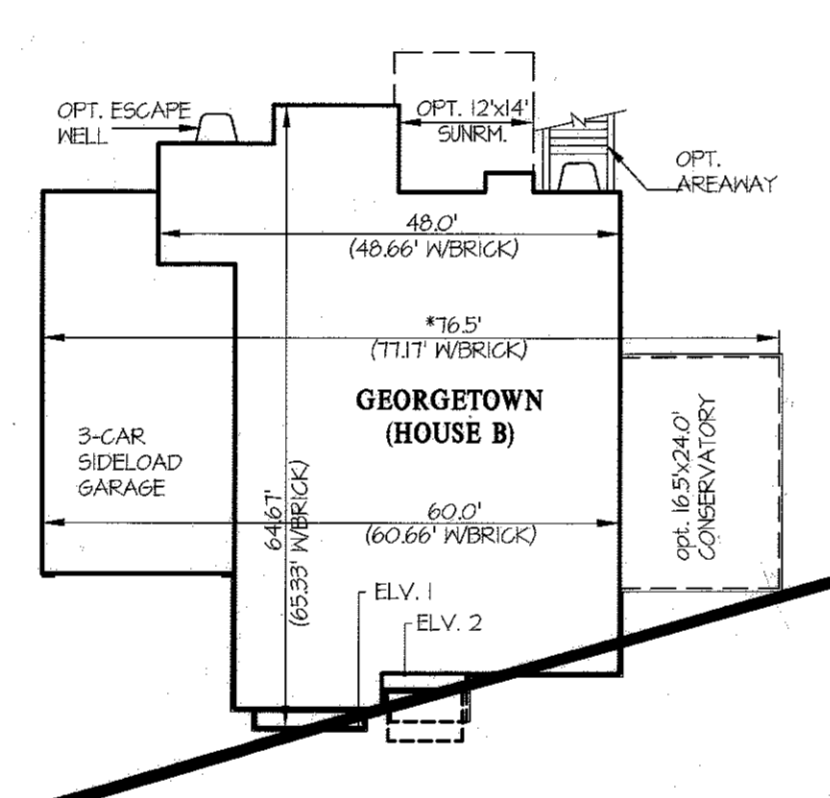 OPT. ESCAPE
WELL
OPT. 12'x14'
SUNRM.
OPT.
AREAWAY
48.0'
(48.66' W/BRICK)
*76.5'
(77.17' W/BRICK)
GEORGETOWN
(HOUSE B)
3-CAR
SIDELOAD
GARAGE
opt. 16.5'x24.0'
CONSERVATORY
64.67'
(65.33' W/BRICK)
60.0'
(60.66' W/BRICK)
ELV. 1
ELV. 2